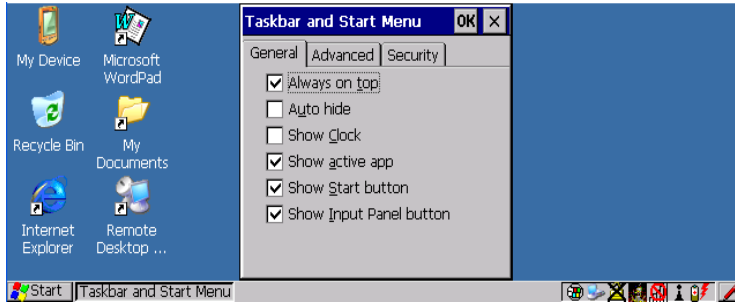 My Device
Microsoft
WordPad
Recycle Bin
My
Documents
Internet
Explorer
Remote
Desktop ...
Taskbar and Start Menu OK
General Advanced Security
Always on top
Auto hide
Show Clock
Show active app
Show Start button
Show Input Panel button
Start Taskbar and Start Menu